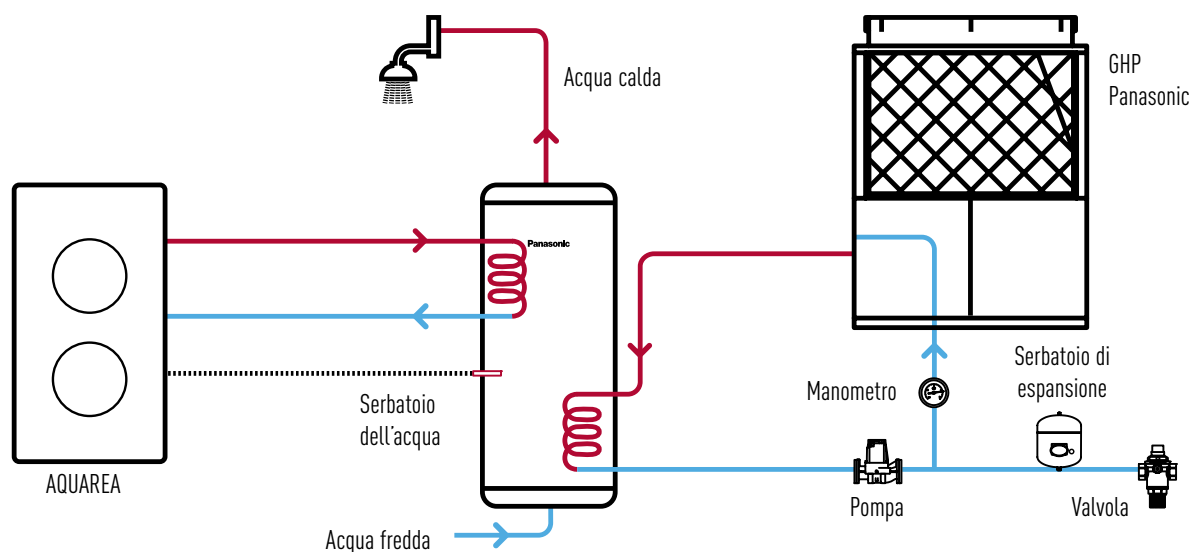 Acqua calda
GHP
Panasonic
Panasonic
Serbatoio di
espansione
Manometro
Serbatoio
dell'acqua
AQUAREA
Pompa
Valvola
Acqua fredda